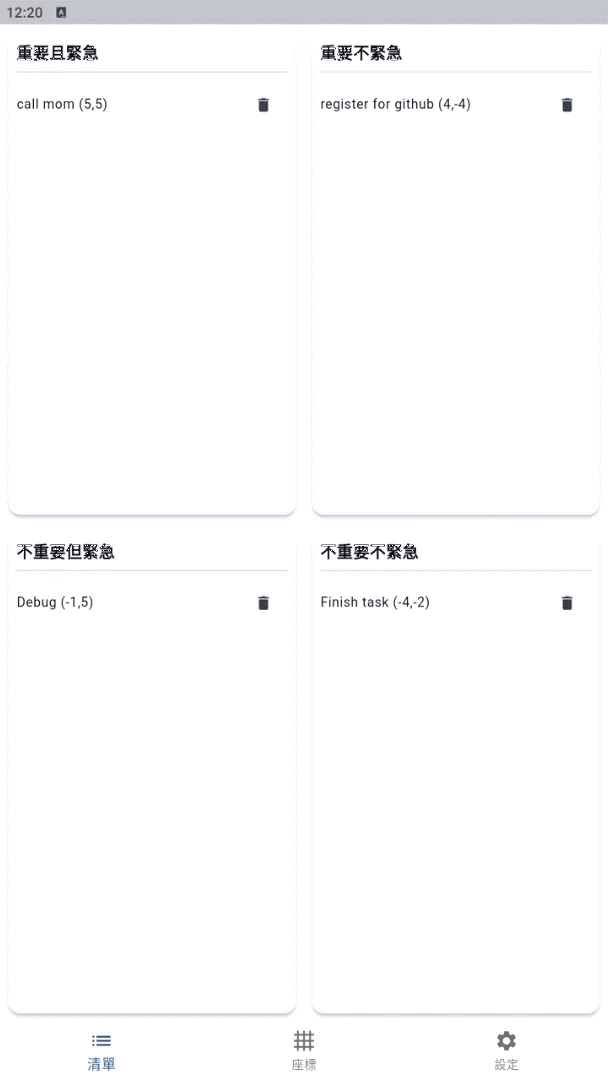 12:20
重要且緊急
call mom (5,5)
重要不緊急
register for github (4,-4)
不重要但緊急
Debug (-1,5)
不重要不緊急
Finish task (-4,-2)
清單
座標
設定